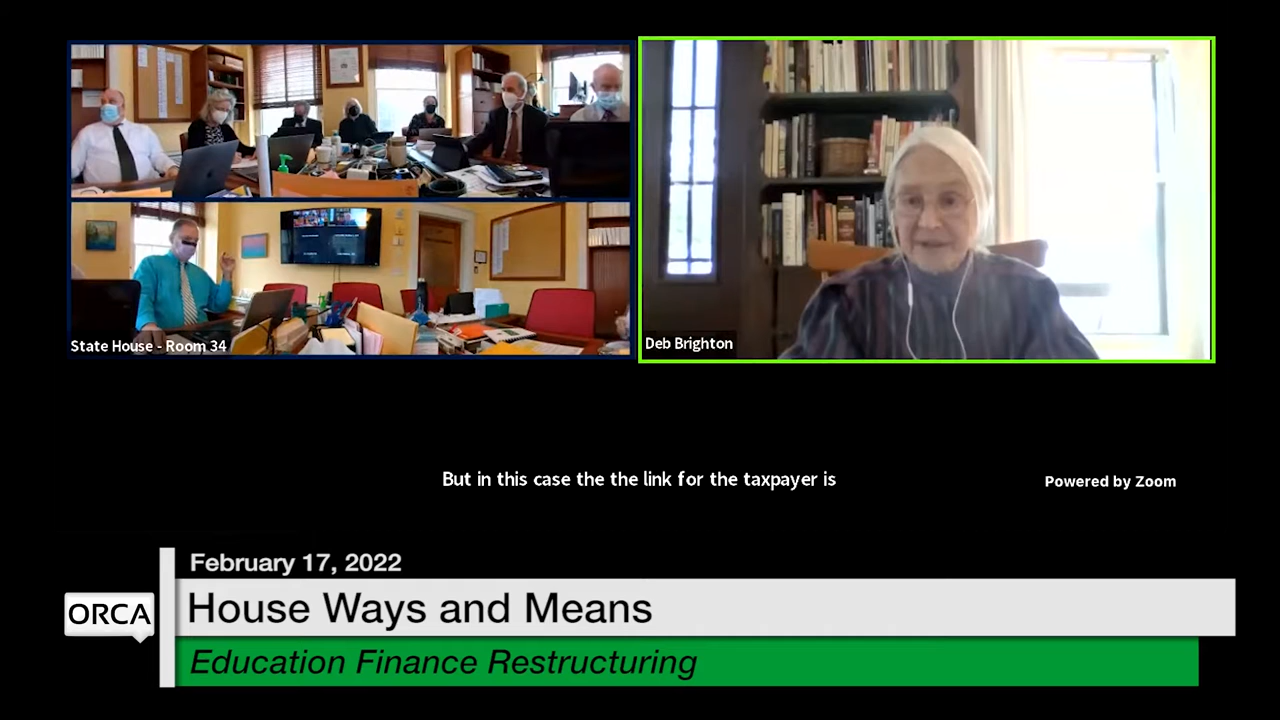 State House - Room 34
Deb Brighton
But in this case the the link for the taxpayer is
Powered by Zoom
February 17, 2022
ORCA
House Ways and Means
Education Finance Restructuring